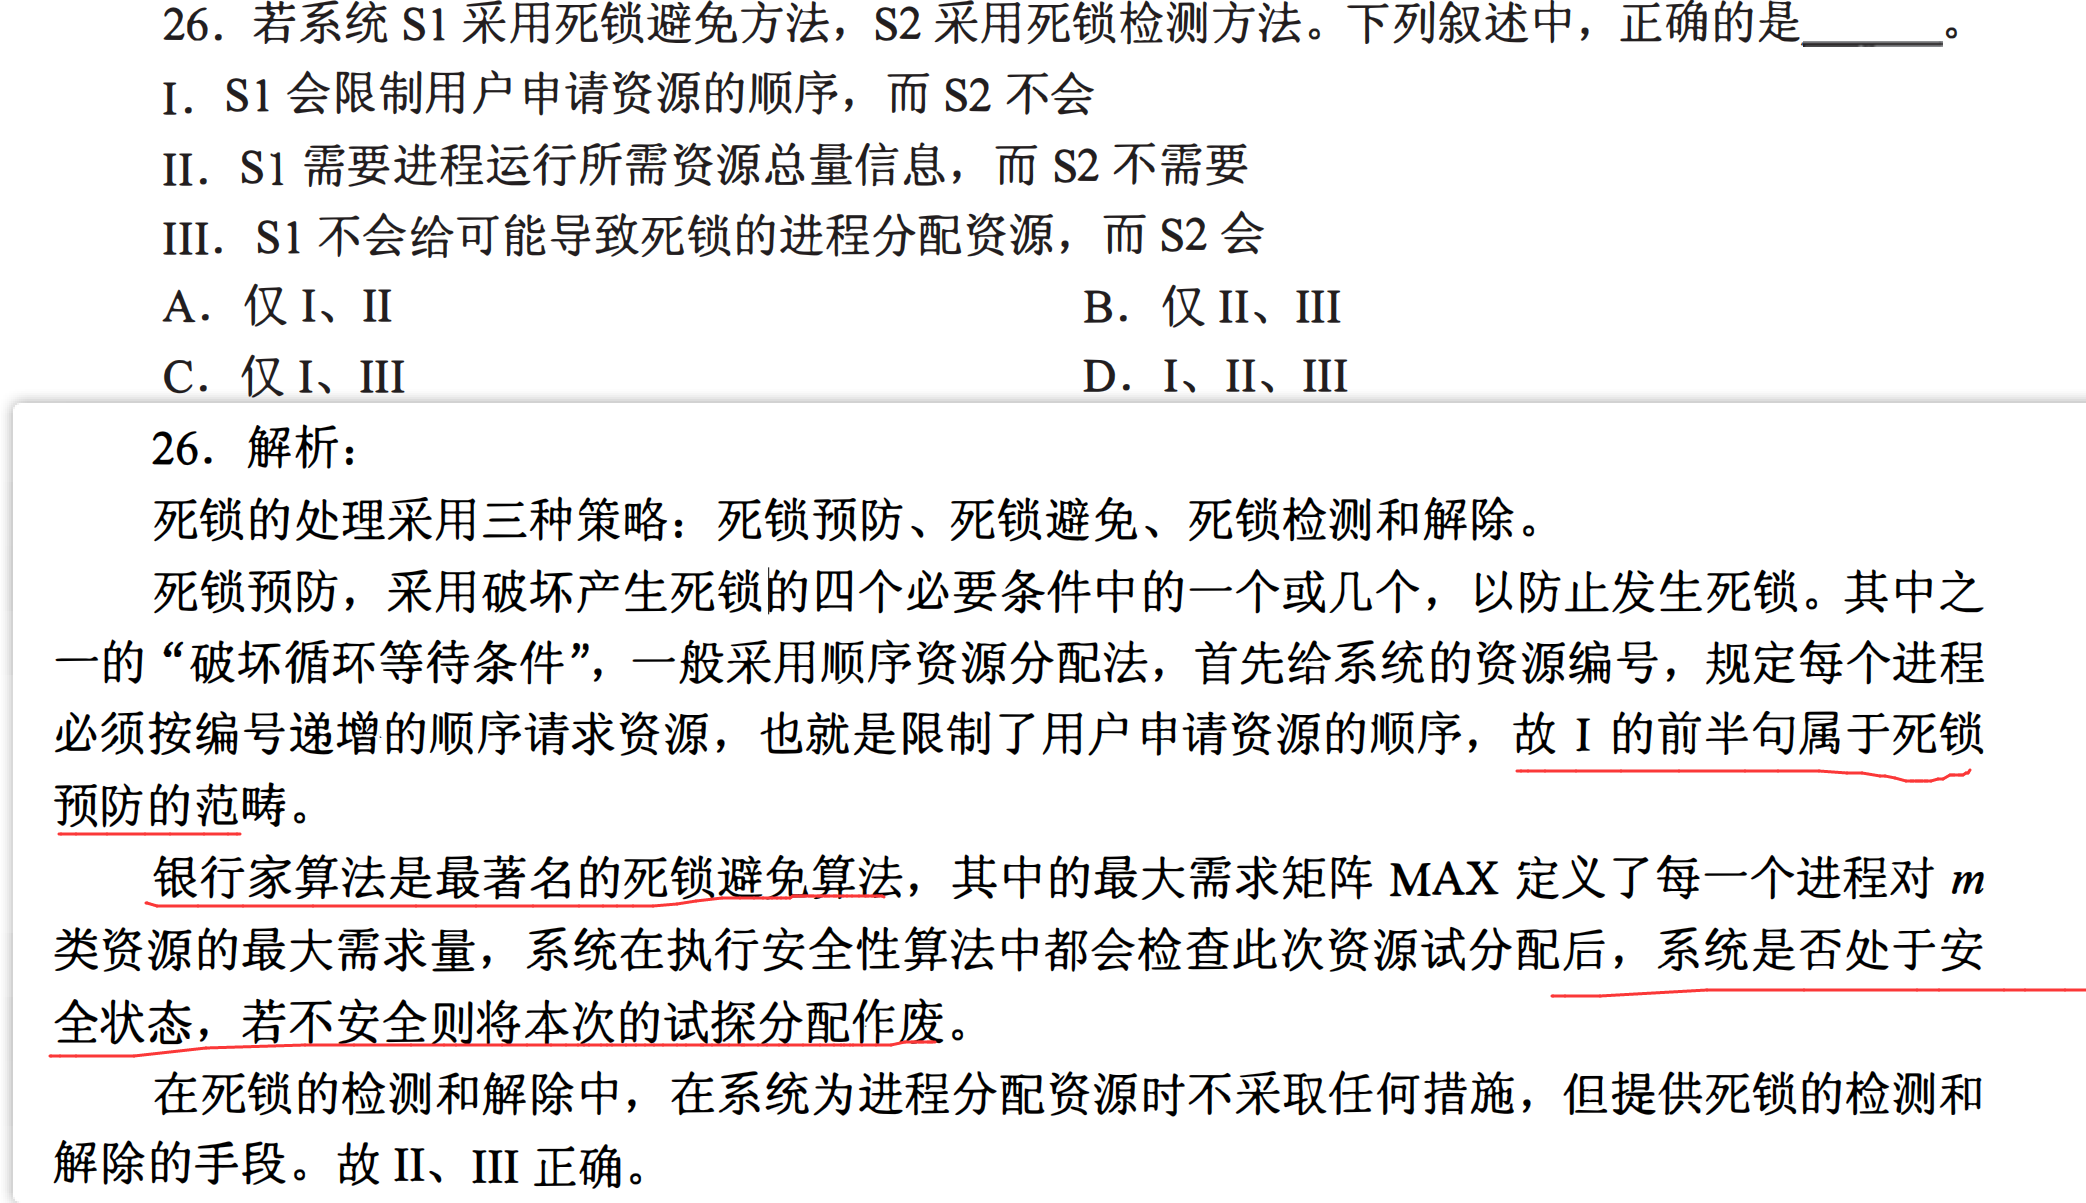 26．若系统 S1 采用死锁避免方法，S2 采用死锁检测方法。下列叙述中，正确的是______。
I．S1 会限制用户申请资源的顺序，而 S2 不会
II．S1 需要进程运行所需资源总量信息，而 S2 不需要
III．S1 不会给可能导致死锁的进程分配资源，而 S2 会
A．仅 I、II B．仅 II、III
C．仅 I、III D．I、II、III
26．解析：
死锁的处理采用三种策略：死锁预防、死锁避免、死锁检测和解除。
死锁预防，采用破坏产生死锁的四个必要条件中的一个或几个，以防止发生死锁。其中之
一的“破坏循环等待条件”，一般采用顺序资源分配法，首先给系统的资源编号，规定每个进程
必须按编号递增的顺序请求资源，也就是限制了用户申请资源的顺序，故 I 的前半句属于死锁
预防的范畴。
银行家算法是最著名的死锁避免算法，其中的最大需求矩阵 MAX 定义了每一个进程对 m
类资源的最大需求量，系统在执行安全性算法中都会检查此次资源试分配后，系统是否处于安
全状态，若不安全则将本次的试探分配作废。
在死锁的检测和解除中，在系统为进程分配资源时不采取任何措施，但提供死锁的检测和
解除的手段。故 II、III 正确。